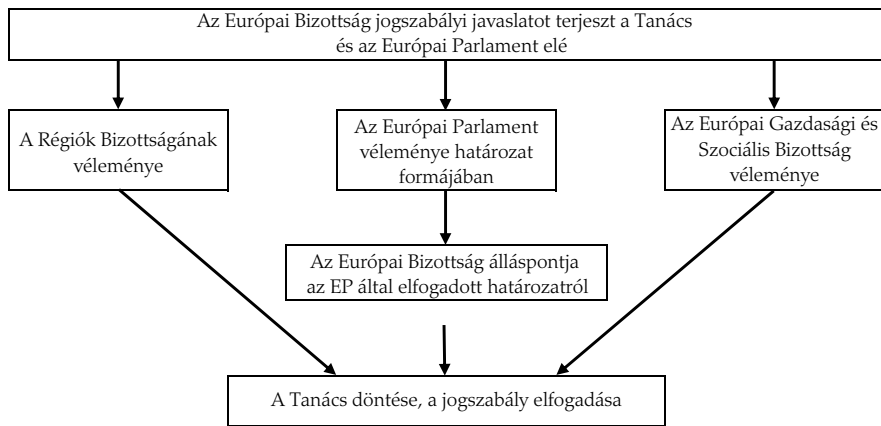 Az Európai Bizottság jogszabályi javaslatot terjeszt a Tanács
és az Európai Parlament elé
A Régiók Bizottságának
véleménye
Az Európai Parlament
véleménye határozat
formájában
Az Európai Gazdasági és
Szociális Bizottság
véleménye
Az Európai Bizottság álláspontja
az EP által elfogadott határozatról
A Tanács döntése, a jogszabály elfogadása